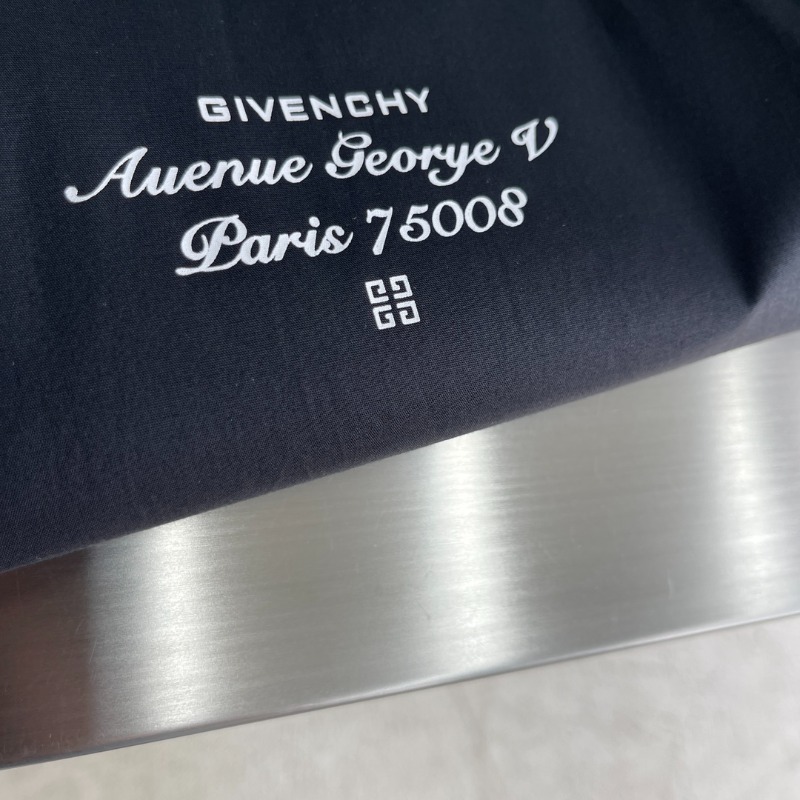 GIVENCHY
Auenue Georye V
Paris 75008